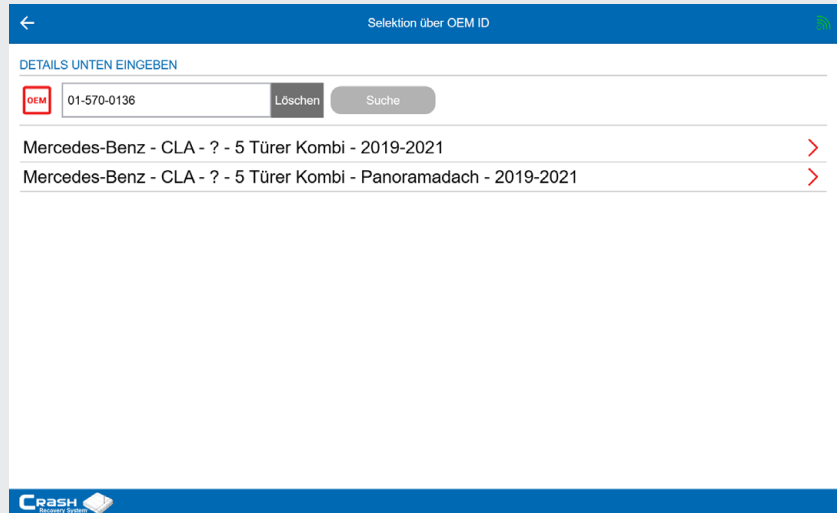 Selektion über OEM ID
DETAILS UNTEN EINGEBEN
OEM 01-570-0136 Löschen Suche
Mercedes-Benz - CLA - ? - 5 Türer Kombi - 2019-2021
Mercedes-Benz - CLA - ? - 5 Türer Kombi - Panoramadach - 2019-2021
CRASH
Recovery System